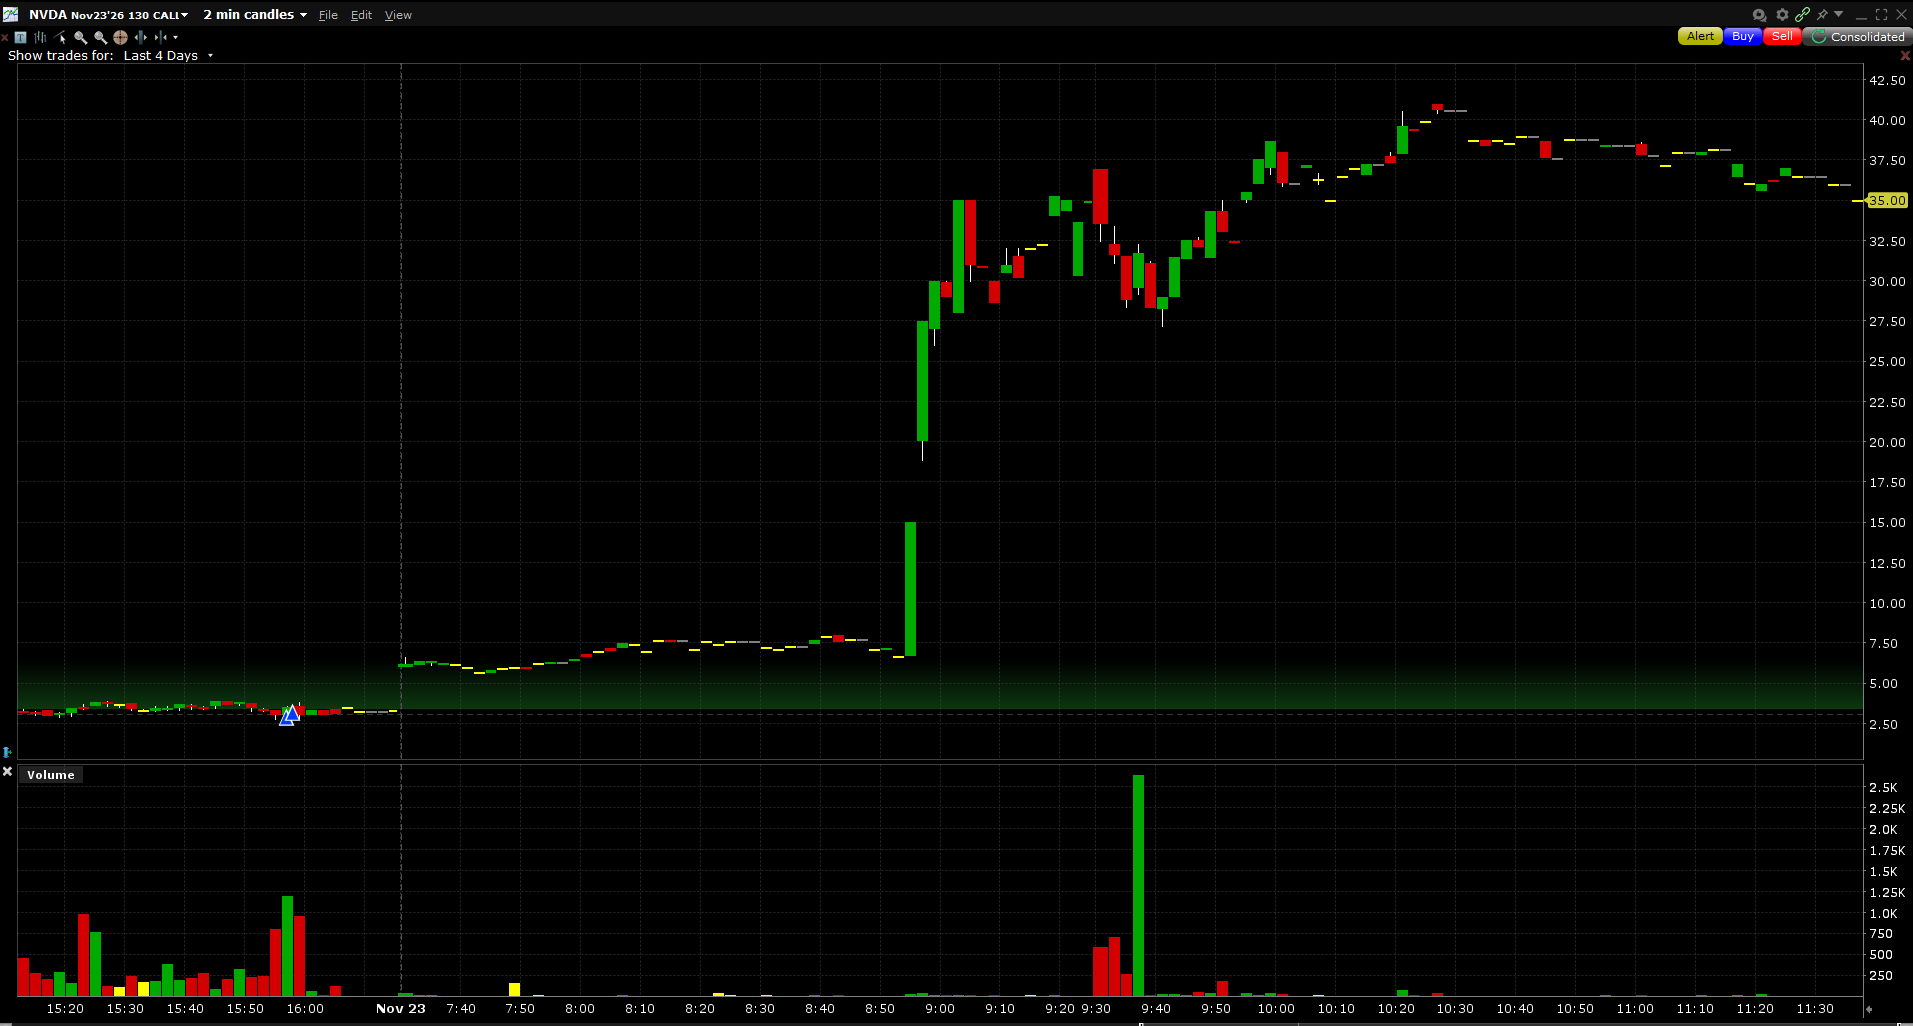 NVDA Nov23'26 130 CALL 2 min candles File Edit View
Alert Buy Sell Consolidated
Show trades for: Last 4 Days
42.50
40.00
37.50
35.00
32.50
30.00
27.50
25.00
22.50
20.00
17.50
15.00
12.50
10.00
7.50
5.00
2.50
Volume
2.5K
2.25K
2.0K
1.75K
1.5K
1.25K
1.0K
750
500
250
15:20 15:30 15:40 15:50 16:00 Nov 23 7:40 7:50 8:00 8:10 8:20 8:30 8:40 8:50 9:00 9:10 9:20 9:30 9:40 9:50 10:00 10:10 10:20 10:30 10:40 10:50 11:00 11:10 11:20 11:30